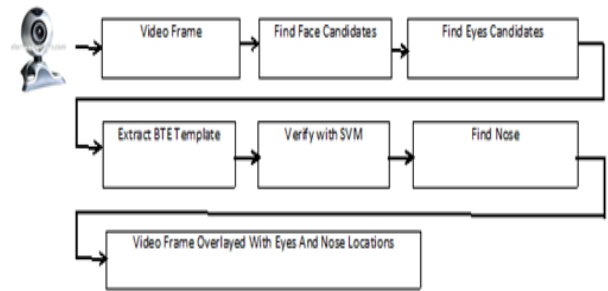 Video Frame
Find Face Candidates
Find Eyes Candidates
Extract BTE Template
Verify with SVM
Find Nose
Video Frame Overlayed With Eyes And Nose Locations